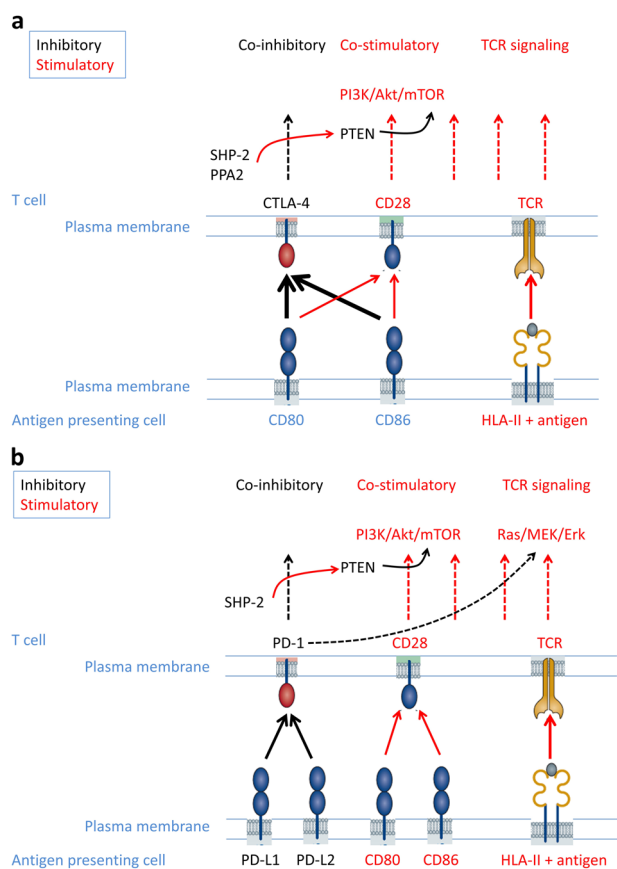 a
Inhibitory
Stimulatory
Co-inhibitory
Co-stimulatory
TCR signaling
PI3K/Akt/mTOR
PTEN
SHP-2
PPA2
T cell
CTLA-4
CD28
TCR
Plasma membrane
Plasma membrane
Antigen presenting cell
CD80
CD86
HLA-II + antigen
b
Inhibitory
Stimulatory
Co-inhibitory
Co-stimulatory
TCR signaling
PI3K/Akt/mTOR
Ras/MEK/Erk
PTEN
SHP-2
T cell
PD-1
CD28
TCR
Plasma membrane
Plasma membrane
Antigen presenting cell
PD-L1
PD-L2
CD80
CD86
HLA-II + antigen